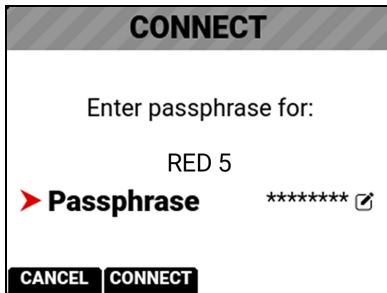 CONNECT
Enter passphrase for:
RED 5
Passphrase ********
CANCEL CONNECT